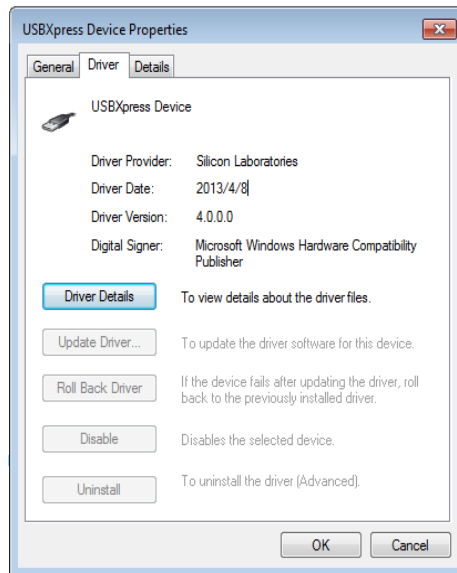 USBXpress Device Properties
General Driver Details
USBXpress Device
Driver Provider: Silicon Laboratories
Driver Date: 2013/4/8
Driver Version: 4.0.0.0
Digital Signer: Microsoft Windows Hardware Compatibility
Publisher
Driver Details To view details about the driver files.
Update Driver... To update the driver software for this device.
Roll Back Driver If the device fails after updating the driver, roll
back to the previously installed driver.
Disable Disables the selected device.
Uninstall To uninstall the driver (Advanced).
OK Cancel